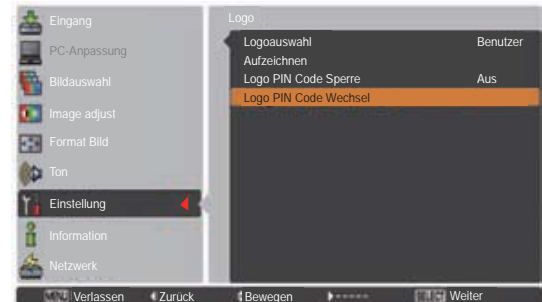 Eingang
PC-Anpassung
Bildauswahl
Image adjust
Format Bild
Ton
Einstellung
Information
Netzwerk
Logo
Logoauswahl Benutzer
Aufzeichnen
Logo PIN Code Sperre Aus
Logo PIN Code Wechsel
MENU Verlassen Zurück Bewegen ----- Weiter